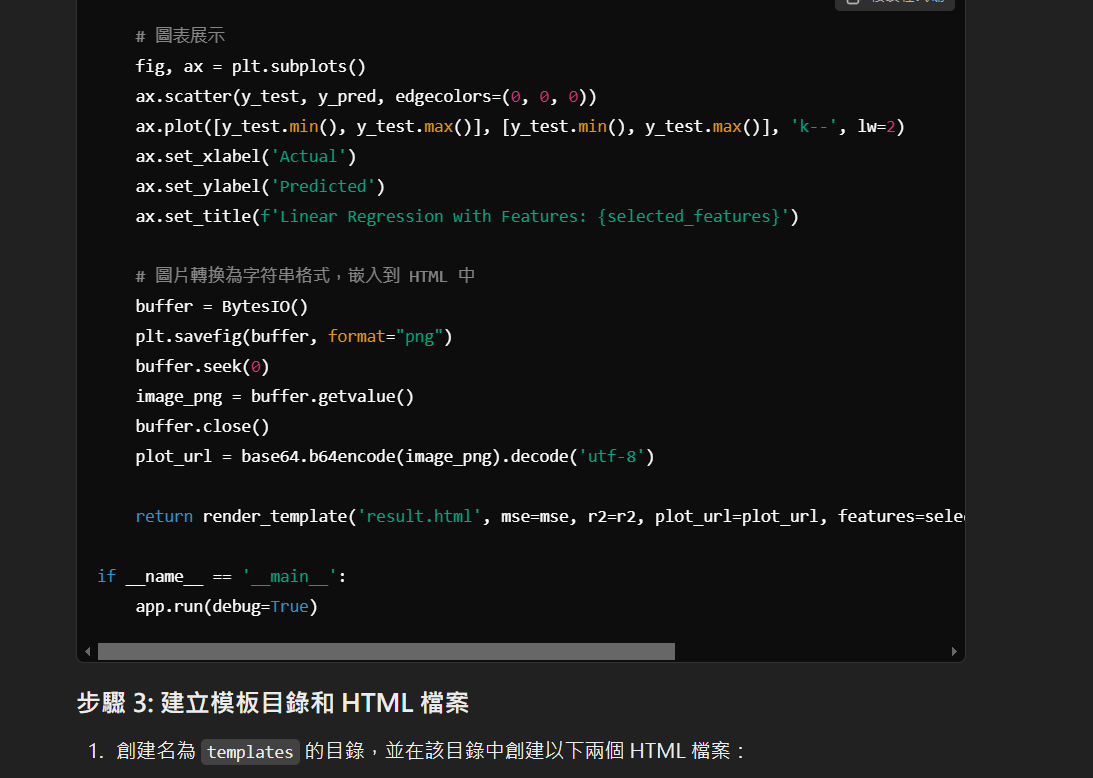 # 圖表展示
fig, ax = plt.subplots()
ax.scatter(y_test, y_pred, edgecolors=(0, 0, 0))
ax.plot([y_test.min(), y_test.max()], [y_test.min(), y_test.max()], 'k--', lw=2)
ax.set_xlabel('Actual')
ax.set_ylabel('Predicted')
ax.set_title(f'Linear Regression with Features: {selected_features}')
# 圖片轉換為字符串格式，嵌入到 HTML 中
buffer = BytesIO()
plt.savefig(buffer, format="png")
buffer.seek(0)
image_png = buffer.getvalue()
buffer.close()
plot_url = base64.b64encode(image_png).decode('utf-8')
return render_template('result.html', mse=mse, r2=r2, plot_url=plot_url, features=sele
if __name__ == '__main__':
app.run(debug=True)
步驟 3: 建立模板目錄和 HTML 檔案
1. 創建名為 templates 的目錄，並在該目錄中創建以下兩個 HTML 檔案：